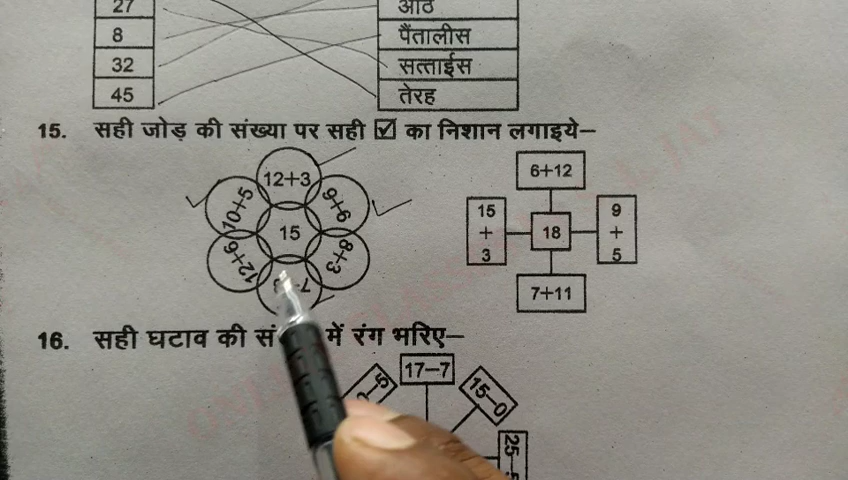 27 आठ
8 पैंतालीस
32 सत्ताईस
45 तेरह
15. सही जोड़ की संख्या पर सही ☑ का निशान लगाइये–
12+3
10+5
15
12+6
8+3
6+12
15
+
3
18
9
+
5
7+11
16. सही घटाव की में रंग भरिए–
17–7
15–0